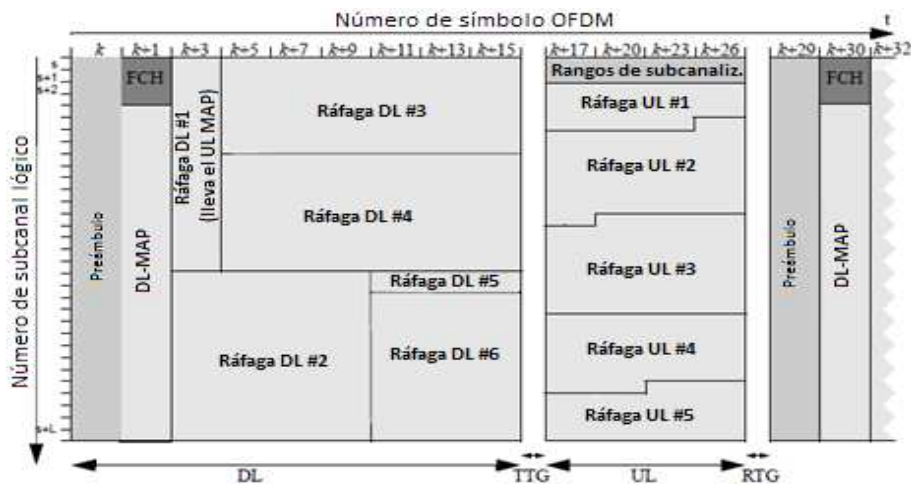 Número de símbolo OFDM
t
k k+1 k+3 k+5 k+7 k+9 k+11 k+13 k+15 k+17 k+20 k+23 k+26 k+29 k+30 k+32
Número de subcanal lógico
s
s+1
s+2
s+L
Preámbulo
FCH
DL-MAP
Ráfaga DL #1
(lleva el UL MAP)
Ráfaga DL #3
Ráfaga DL #4
Ráfaga DL #2
Ráfaga DL #5
Ráfaga DL #6
Rangos de subcanaliz.
Ráfaga UL #1
Ráfaga UL #2
Ráfaga UL #3
Ráfaga UL #4
Ráfaga UL #5
Preámbulo
FCH
DL-MAP
DL
TTG
UL
RTG